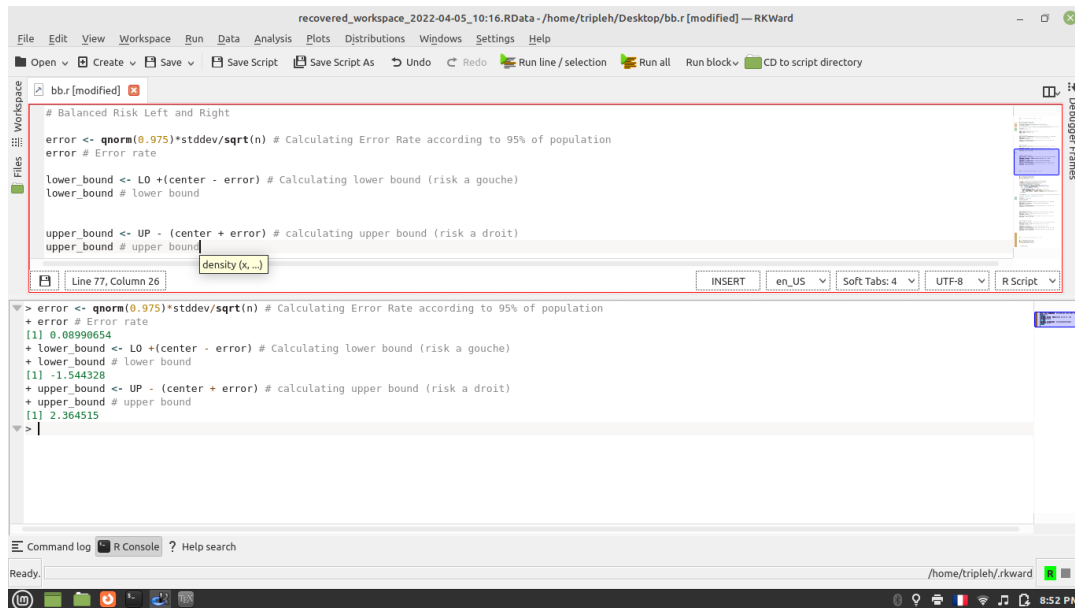 recovered_workspace_2022-04-05_10:16.RData - /home/tripleh/Desktop/bb.r [modified] — RKWard
File Edit View Workspace Run Data Analysis Plots Distributions Windows Settings Help
Open Create Save Save Script Save Script As Undo Redo Run line / selection Run all Run block CD to script directory
Workspace
Files
bb.r [modified]
Debugger Frames
# Balanced Risk Left and Right
error <- qnorm(0.975)*stddev/sqrt(n) # Calculating Error Rate according to 95% of population
error # Error rate
lower_bound <- LO +(center - error) # Calculating lower bound (risk a gouche)
lower_bound # lower bound
upper_bound <- UP - (center + error) # calculating upper bound (risk a droit)
upper_bound # upper bound
density (x, ...)
Line 77, Column 26 INSERT en_US Soft Tabs: 4 UTF-8 R Script
> error <- qnorm(0.975)*stddev/sqrt(n) # Calculating Error Rate according to 95% of population
+ error # Error rate
[1] 0.08990654
+ lower_bound <- LO +(center - error) # Calculating lower bound (risk a gouche)
+ lower_bound # lower bound
[1] -1.544328
+ upper_bound <- UP - (center + error) # calculating upper bound (risk a droit)
+ upper_bound # upper bound
[1] 2.364515
>
Command log R Console ? Help search
Ready. /home/tripleh/.rkward R
8:52 PM